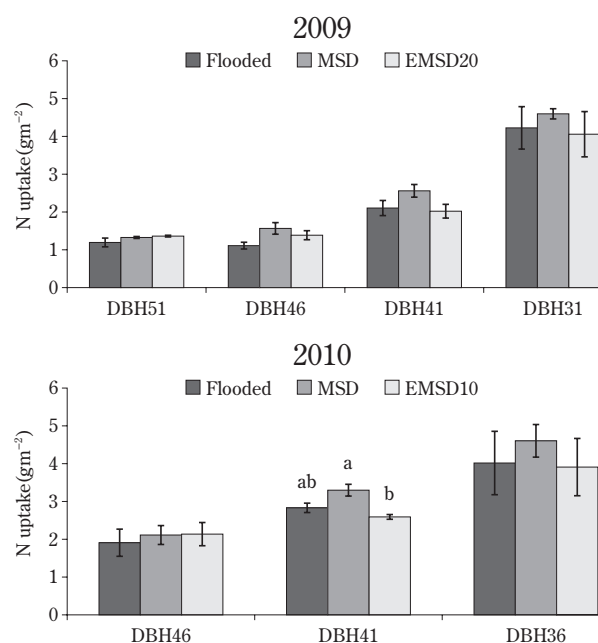 2009
Flooded MSD EMSD20
6
5
4
3
2
1
0
N uptake(gm⁻²)
DBH51 DBH46 DBH41 DBH31
2010
Flooded MSD EMSD10
6
5
4
3
2
1
0
N uptake(gm⁻²)
ab a b
DBH46 DBH41 DBH36